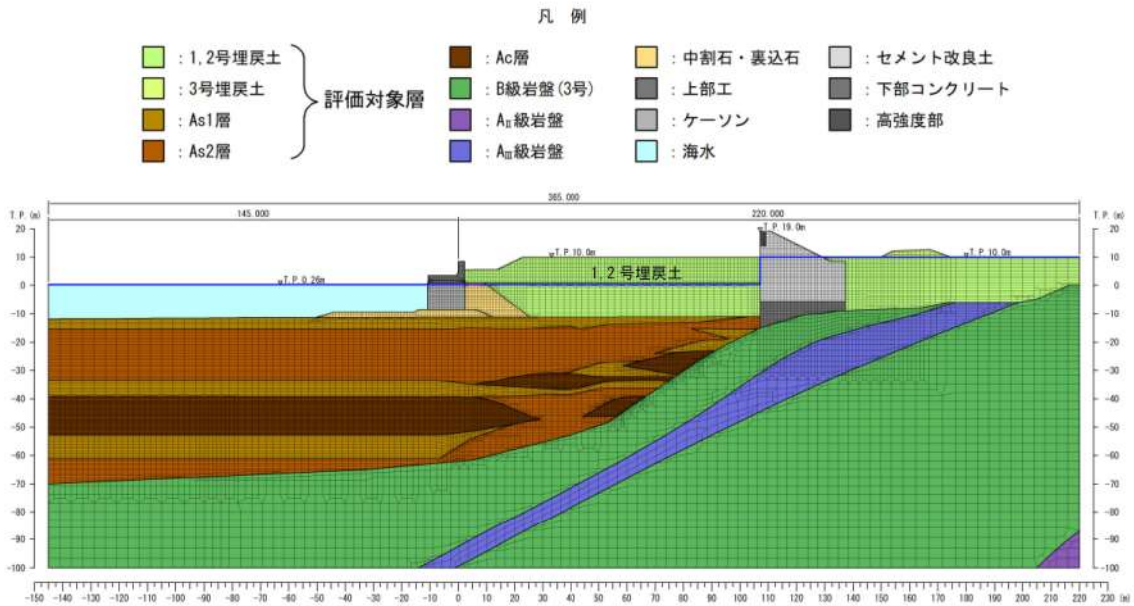 凡 例
: 1,2号埋戻土
: 3号埋戻土
: As1層
: As2層
評価対象層
: Ac層
: B級岩盤(3号)
: AⅡ級岩盤
: AⅢ級岩盤
: 中割石・裏込石
: 上部工
: ケーソン
: 海水
: セメント改良土
: 下部コンクリート
: 高強度部
365.000
145.000 220.000
T.P.(m) T.P.(m)
T.P.19.0m
T.P.10.0m T.P.10.0m
T.P.0.26m
1,2号埋戻土
20 20
10 10
0 0
-10 -10
-20 -20
-30 -30
-40 -40
-50 -50
-60 -60
-70 -70
-80 -80
-90 -90
-100 -100
-150 -140 -130 -120 -110 -100 -90 -80 -70 -60 -50 -40 -30 -20 -10 0 10 20 30 40 50 60 70 80 90 100 110 120 130 140 150 160 170 180 190 200 210 220 230 (m)